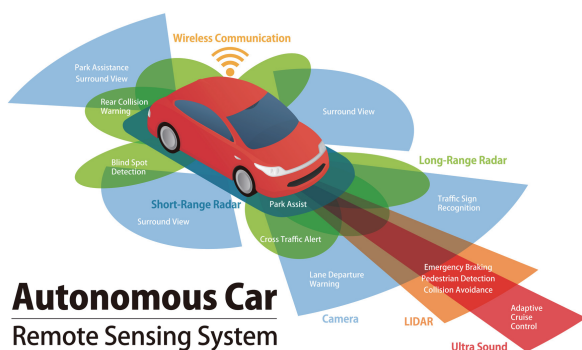 Wireless Communication
Park Assistance
Surround View
Rear Collision
Warning
Surround View
Blind Spot
Detection
Long-Range Radar
Short-Range Radar
Park Assist
Traffic Sign
Recognition
Surround View
Cross Traffic Alert
Lane Departure
Warning
Emergency Braking
Pedestrian Detection
Collision Avoidance
Autonomous Car
Remote Sensing System
Camera
LIDAR
Adaptive
Cruise
Control
Ultra Sound